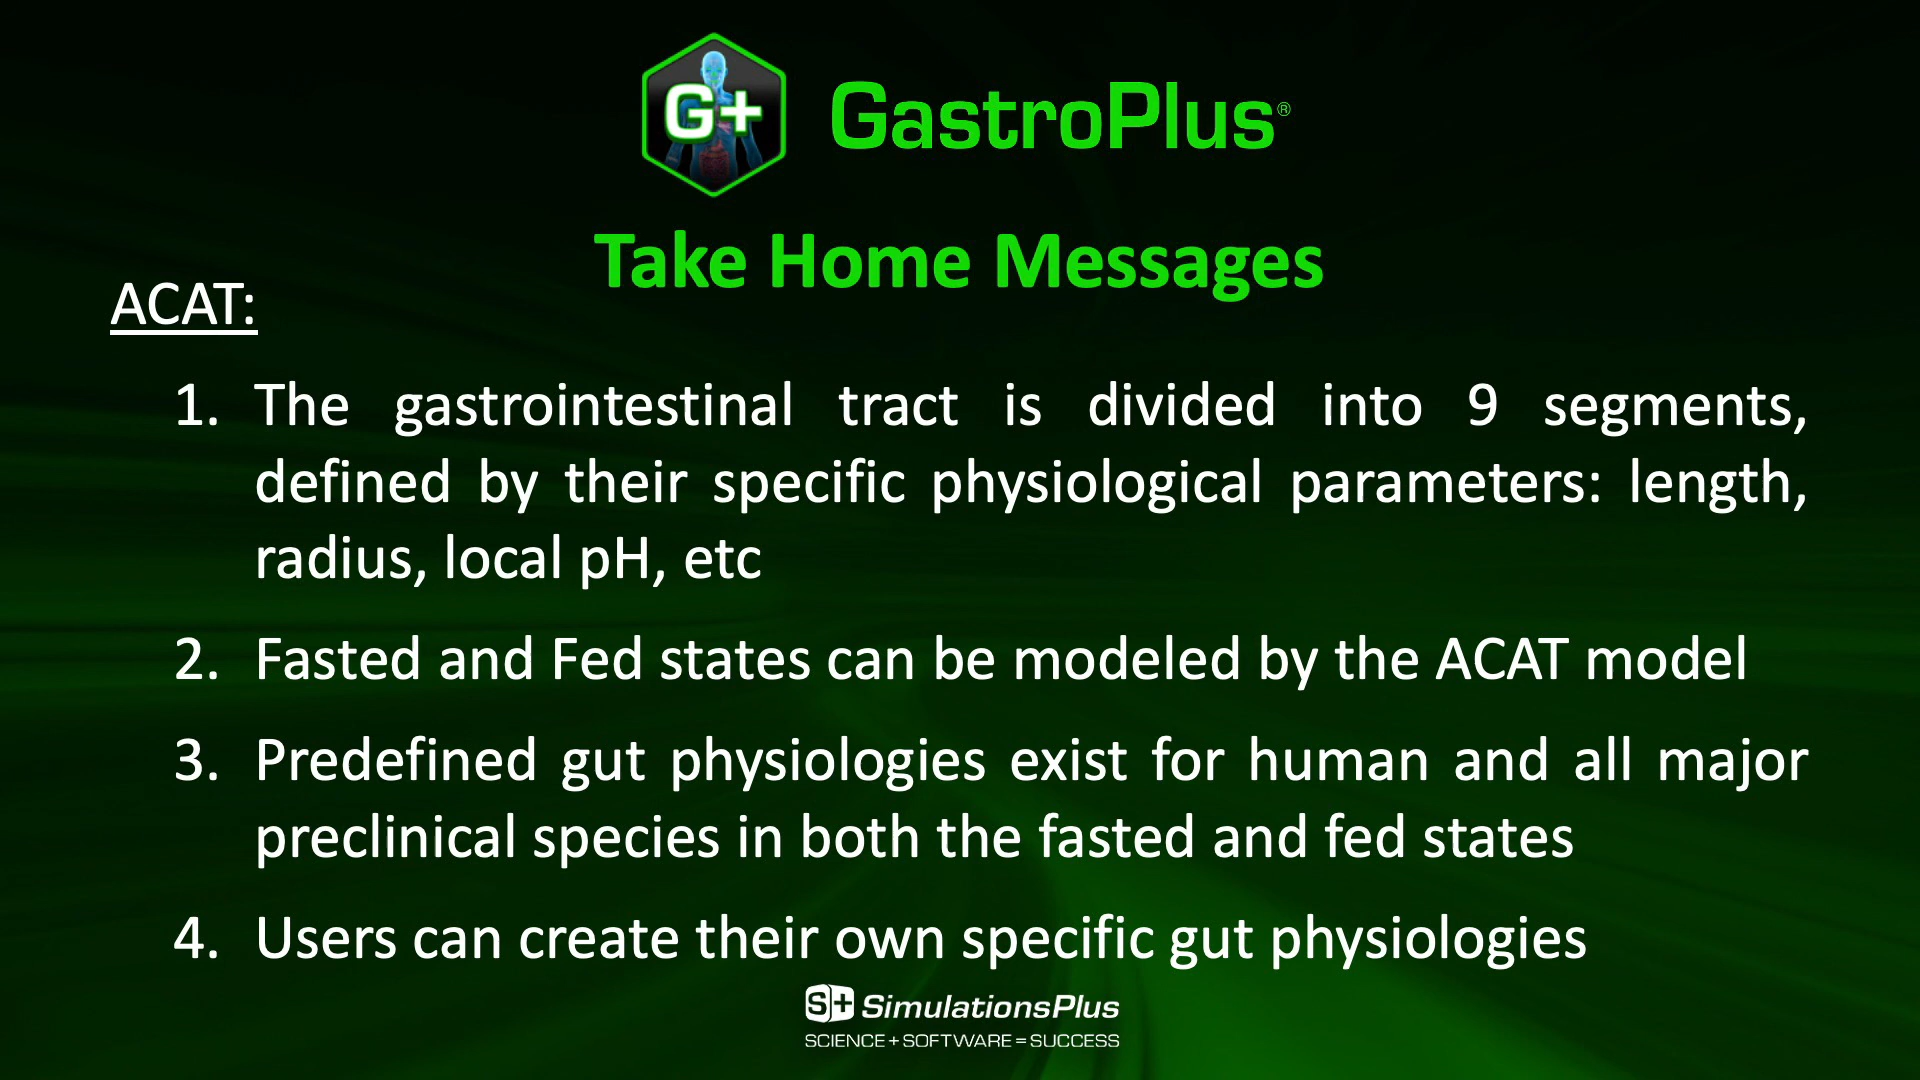 G+ GastroPlus®
Take Home Messages
ACAT:
1. The gastrointestinal tract is divided into 9 segments,
defined by their specific physiological parameters: length,
radius, local pH, etc
2. Fasted and Fed states can be modeled by the ACAT model
3. Predefined gut physiologies exist for human and all major
preclinical species in both the fasted and fed states
4. Users can create their own specific gut physiologies
S+ SimulationsPlus
SCIENCE + SOFTWARE = SUCCESS